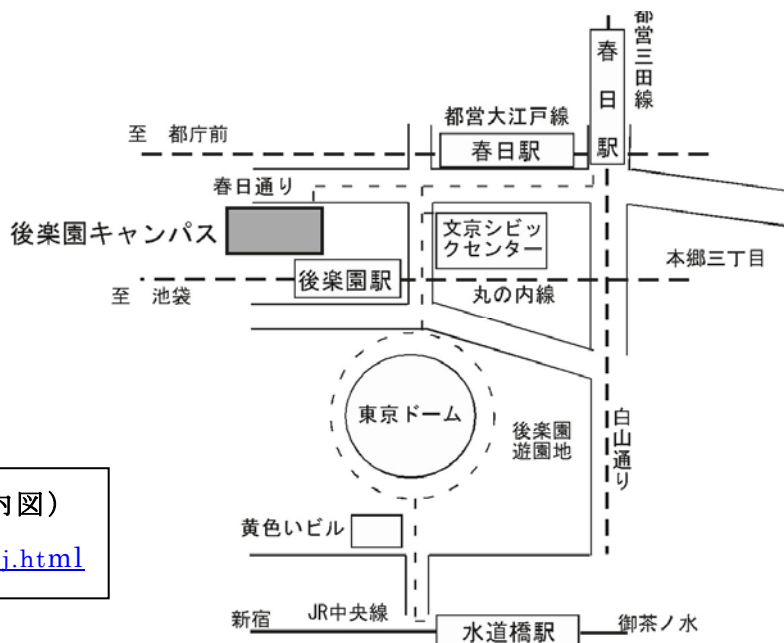 都営三田線
春日駅
都営大江戸線
至 都庁前
春日駅
春日通り
後楽園キャンパス
文京シビッ
クセンター
本郷三丁目
後楽園駅
至 池袋
丸の内線
東京ドーム
後楽園
遊園地
白山通り
内図)
黄色いビル
j.html
新宿
JR中央線
水道橋駅
御茶ノ水